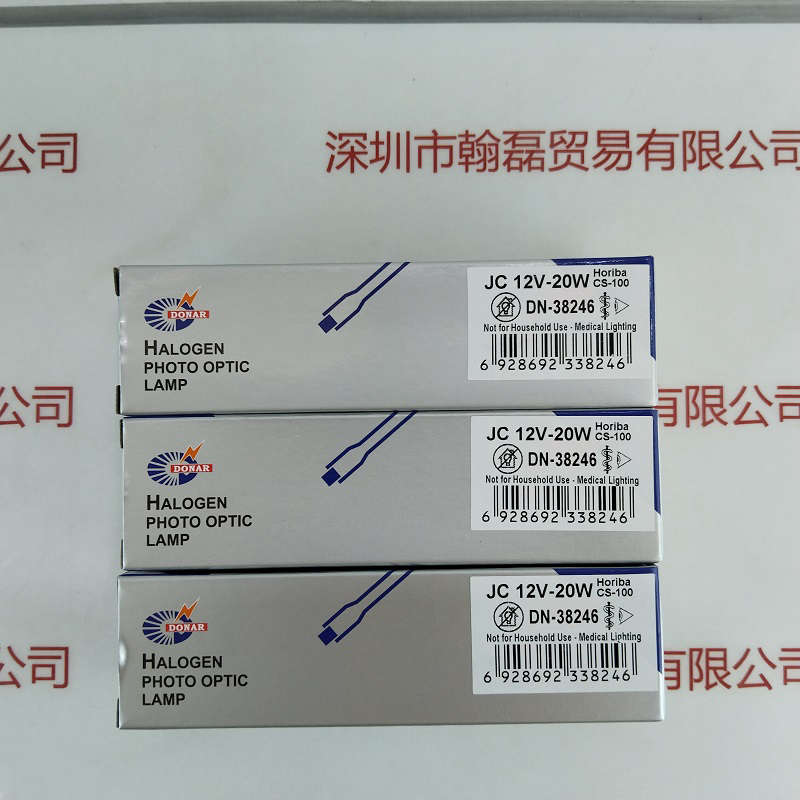 公司
深圳市翰磊贸易有限公司
DONAR
HALOGEN
PHOTO OPTIC
LAMP
JC 12V-20W Horiba CS-100
DN-38246
Not for Household Use - Medical Lighting
6 928692 338246
公司
有限公司
DONAR
HALOGEN
PHOTO OPTIC
LAMP
JC 12V-20W Horiba CS-100
DN-38246
Not for Household Use - Medical Lighting
6 928692 338246
DONAR
HALOGEN
PHOTO OPTIC
LAMP
JC 12V-20W Horiba CS-100
DN-38246
Not for Household Use - Medical Lighting
6 928692 338246
公司
有限公司